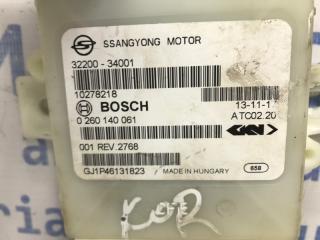 SSANGYONG MOTOR
32200 - 34001
10278218
BOSCH
13-11-1
0 260 140 061
ATC02.20
GKN
001 REV.2768
GJ1P46131823 MADE IN HUNGARY 658